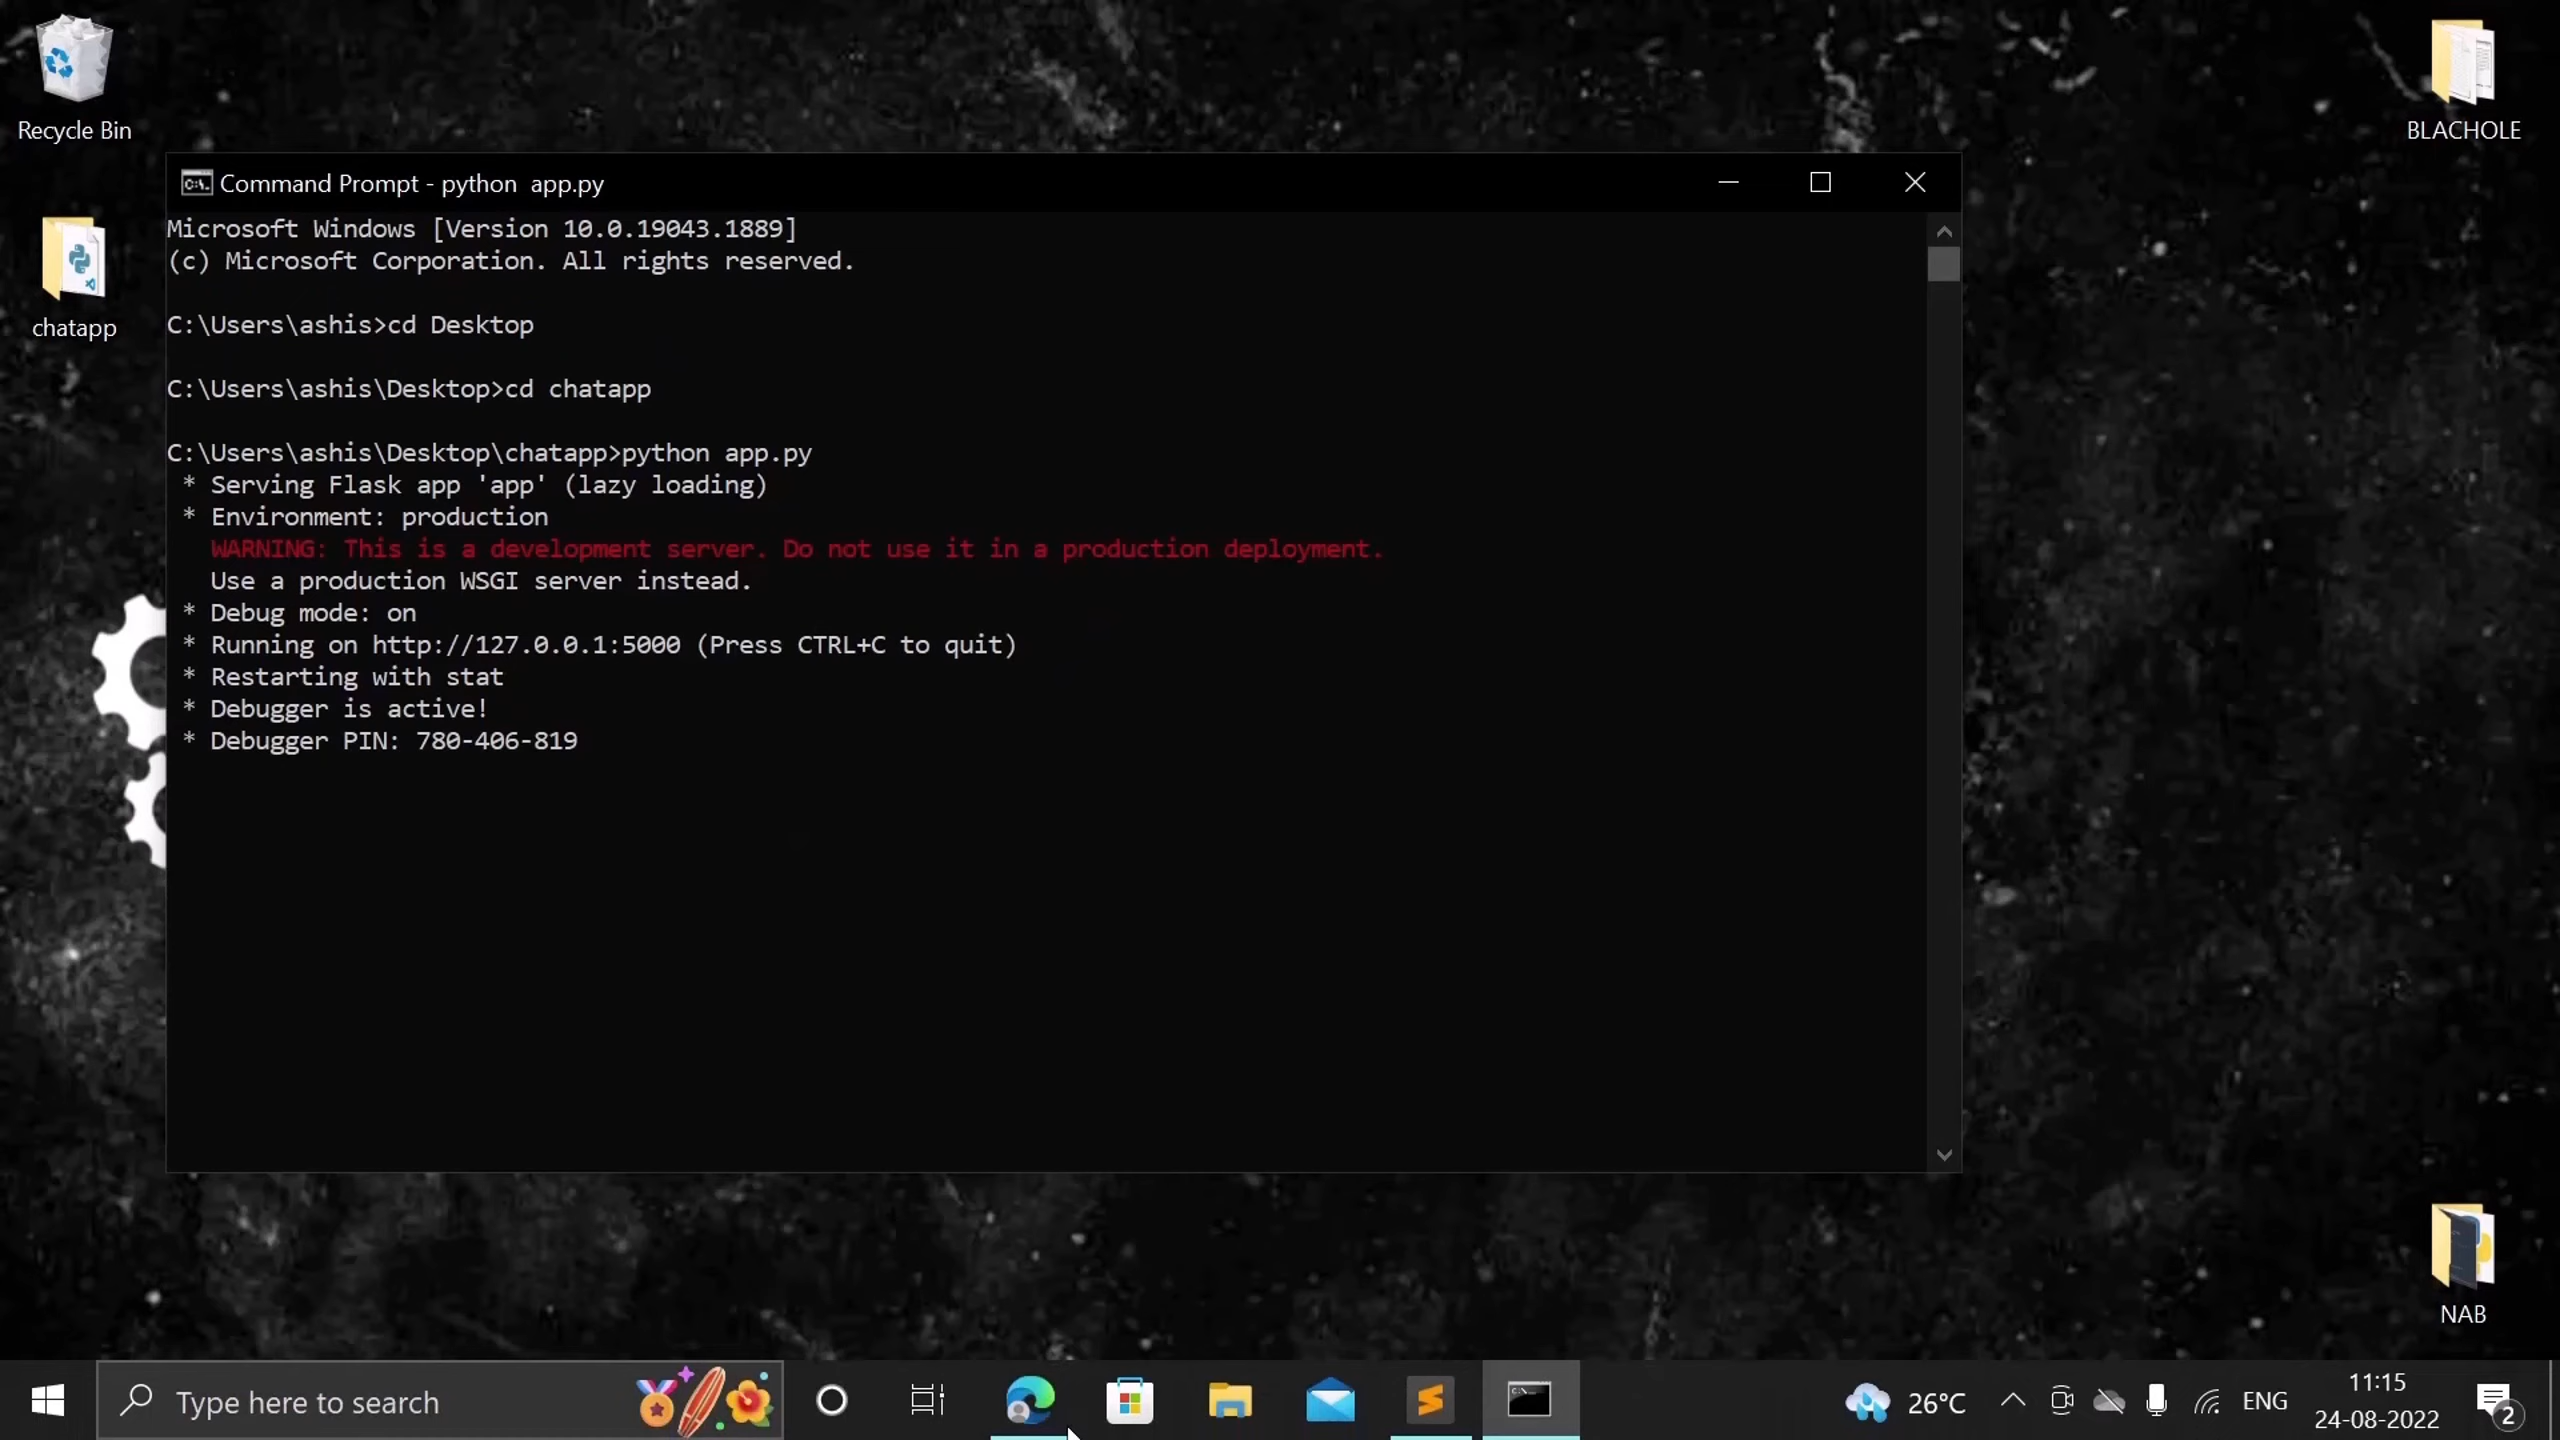 Recycle Bin
BLACHOLE
chatapp
Command Prompt - python  app.py
Microsoft Windows [Version 10.0.19043.1889]
(c) Microsoft Corporation. All rights reserved.
C:\Users\ashis>cd Desktop
C:\Users\ashis\Desktop>cd chatapp
C:\Users\ashis\Desktop\chatapp>python app.py
* Serving Flask app 'app' (lazy loading)
* Environment: production
WARNING: This is a development server. Do not use it in a production deployment.
Use a production WSGI server instead.
* Debug mode: on
* Running on http://127.0.0.1:5000 (Press CTRL+C to quit)
* Restarting with stat
* Debugger is active!
* Debugger PIN: 780-406-819
NAB
Type here to search
26°C
ENG
11:15
24-08-2022
2